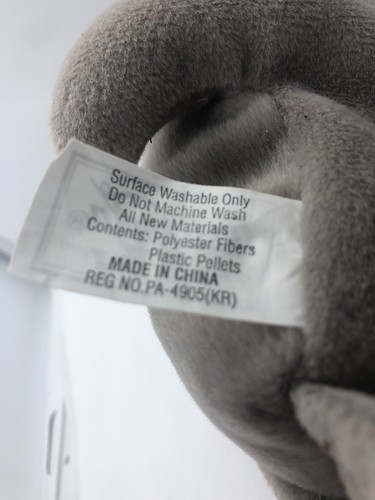 Surface Washable Only
Do Not Machine Wash
All New Materials
Contents: Polyester Fibers
Plastic Pellets
MADE IN CHINA
REG NO.PA-4905(KR)